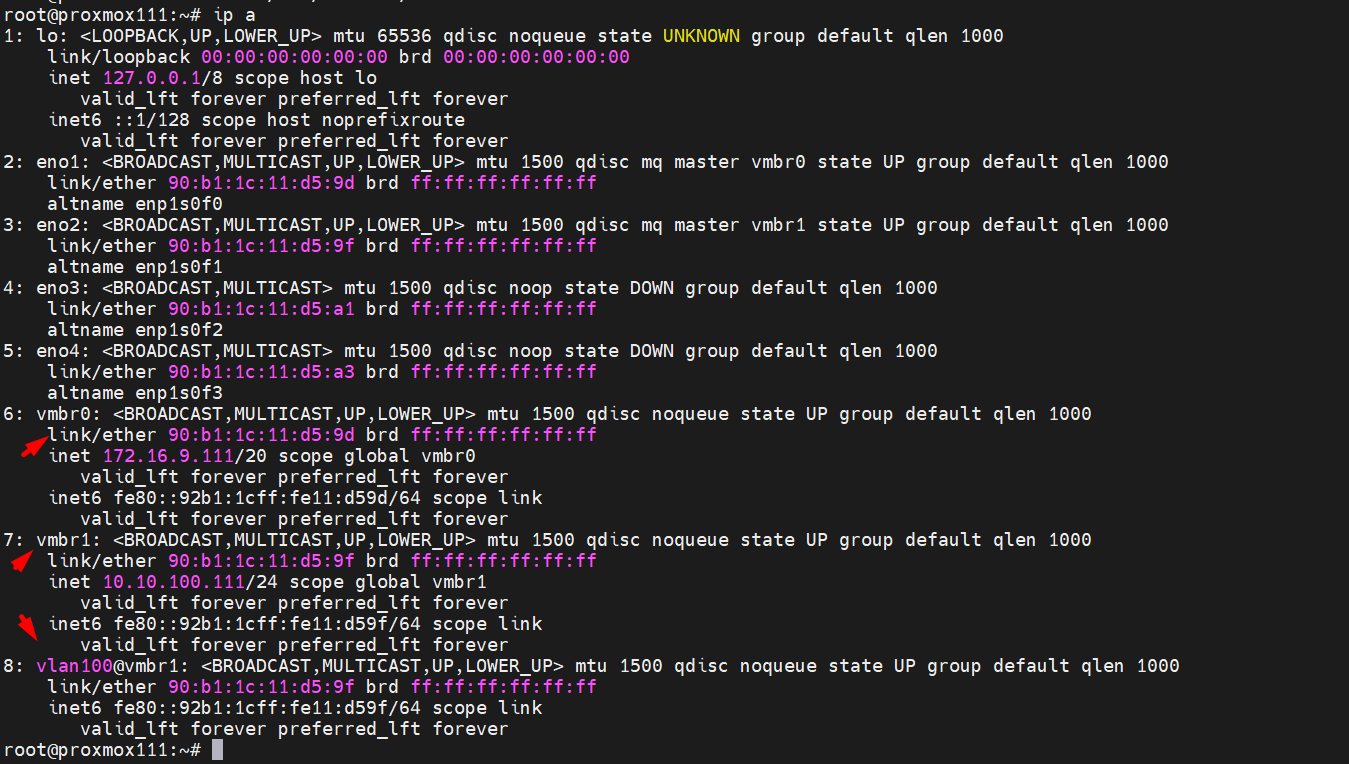 root@proxmox111:~# ip a
1: lo: <LOOPBACK,UP,LOWER_UP> mtu 65536 qdisc noqueue state UNKNOWN group default qlen 1000
    link/loopback 00:00:00:00:00:00 brd 00:00:00:00:00:00
    inet 127.0.0.1/8 scope host lo
       valid_lft forever preferred_lft forever
    inet6 ::1/128 scope host noprefixroute
       valid_lft forever preferred_lft forever
2: eno1: <BROADCAST,MULTICAST,UP,LOWER_UP> mtu 1500 qdisc mq master vmbr0 state UP group default qlen 1000
    link/ether 90:b1:1c:11:d5:9d brd ff:ff:ff:ff:ff:ff
    altname enp1s0f0
3: eno2: <BROADCAST,MULTICAST,UP,LOWER_UP> mtu 1500 qdisc mq master vmbr1 state UP group default qlen 1000
    link/ether 90:b1:1c:11:d5:9f brd ff:ff:ff:ff:ff:ff
    altname enp1s0f1
4: eno3: <BROADCAST,MULTICAST> mtu 1500 qdisc noop state DOWN group default qlen 1000
    link/ether 90:b1:1c:11:d5:a1 brd ff:ff:ff:ff:ff:ff
    altname enp1s0f2
5: eno4: <BROADCAST,MULTICAST> mtu 1500 qdisc noop state DOWN group default qlen 1000
    link/ether 90:b1:1c:11:d5:a3 brd ff:ff:ff:ff:ff:ff
    altname enp1s0f3
6: vmbr0: <BROADCAST,MULTICAST,UP,LOWER_UP> mtu 1500 qdisc noqueue state UP group default qlen 1000
    link/ether 90:b1:1c:11:d5:9d brd ff:ff:ff:ff:ff:ff
    inet 172.16.9.111/20 scope global vmbr0
       valid_lft forever preferred_lft forever
    inet6 fe80::92b1:1cff:fe11:d59d/64 scope link
       valid_lft forever preferred_lft forever
7: vmbr1: <BROADCAST,MULTICAST,UP,LOWER_UP> mtu 1500 qdisc noqueue state UP group default qlen 1000
    link/ether 90:b1:1c:11:d5:9f brd ff:ff:ff:ff:ff:ff
    inet 10.10.100.111/24 scope global vmbr1
       valid_lft forever preferred_lft forever
    inet6 fe80::92b1:1cff:fe11:d59f/64 scope link
       valid_lft forever preferred_lft forever
8: vlan100@vmbr1: <BROADCAST,MULTICAST,UP,LOWER_UP> mtu 1500 qdisc noqueue state UP group default qlen 1000
    link/ether 90:b1:1c:11:d5:9f brd ff:ff:ff:ff:ff:ff
    inet6 fe80::92b1:1cff:fe11:d59f/64 scope link
       valid_lft forever preferred_lft forever
root@proxmox111:~#